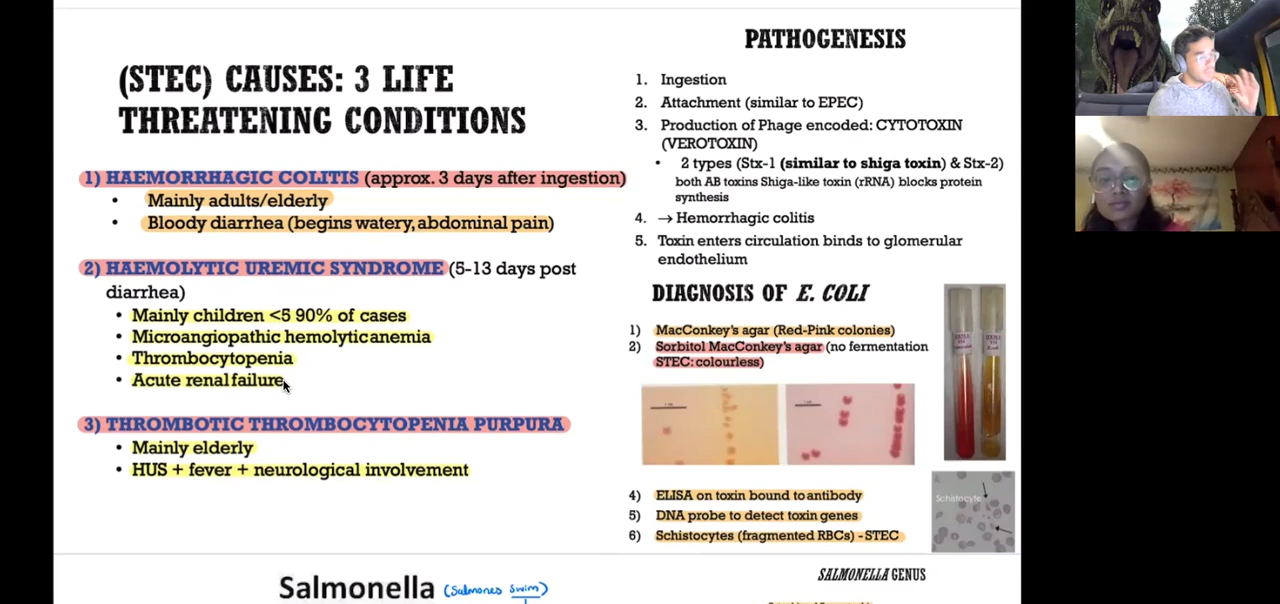 (STEC) CAUSES: 3 LIFE
THREATENING CONDITIONS
1) HAEMORRHAGIC COLITIS (approx. 3 days after ingestion)
• Mainly adults/elderly
• Bloody diarrhea (begins watery, abdominal pain)
2) HAEMOLYTIC UREMIC SYNDROME (5-13 days post
diarrhea)
• Mainly children <5 90% of cases
• Microangiopathic hemolytic anemia
• Thrombocytopenia
• Acute renal failure
3) THROMBOTIC THROMBOCYTOPENIA PURPURA
• Mainly elderly
• HUS + fever + neurological involvement
PATHOGENESIS
1. Ingestion
2. Attachment (similar to EPEC)
3. Production of Phage encoded: CYTOTOXIN
(VEROTOXIN)
• 2 types (Stx-1 (similar to shiga toxin) & Stx-2)
both AB toxins Shiga-like toxin (rRNA) blocks protein
synthesis
4. → Hemorrhagic colitis
5. Toxin enters circulation binds to glomerular
endothelium
DIAGNOSIS OF E. COLI
1) MacConkey's agar (Red-Pink colonies)
2) Sorbitol MacConkey's agar (no fermentation
STEC: colourless)
4) ELISA on toxin bound to antibody
5) DNA probe to detect toxin genes
6) Schistocytes (fragmented RBCs) - STEC
Schistocyte
Salmonella (Salmones swim)
SALMONELLA GENUS